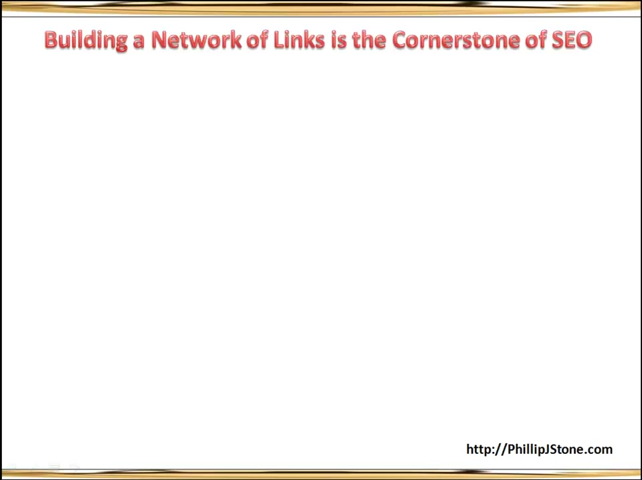 Building a Network of Links is the Cornerstone of SEO
http://PhillipJStone.com